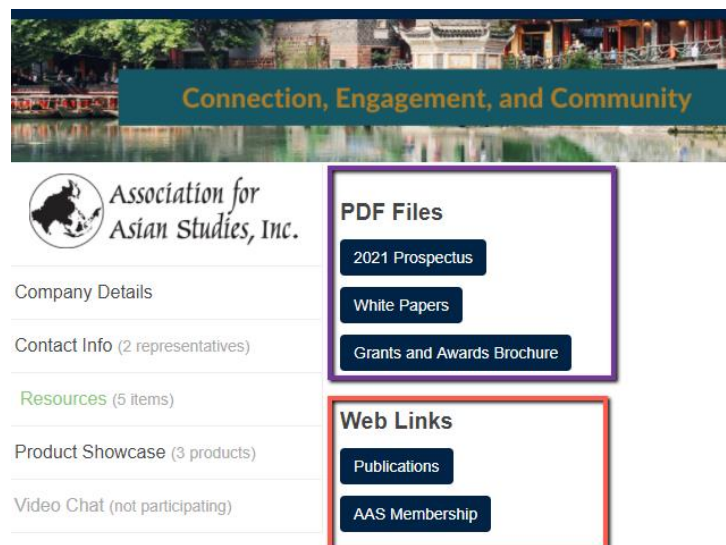 Connection, Engagement, and Community
Association for
Asian Studies, Inc.
Company Details
Contact Info (2 representatives)
Resources (5 items)
Product Showcase (3 products)
Video Chat (not participating)
PDF Files
2021 Prospectus
White Papers
Grants and Awards Brochure
Web Links
Publications
AAS Membership